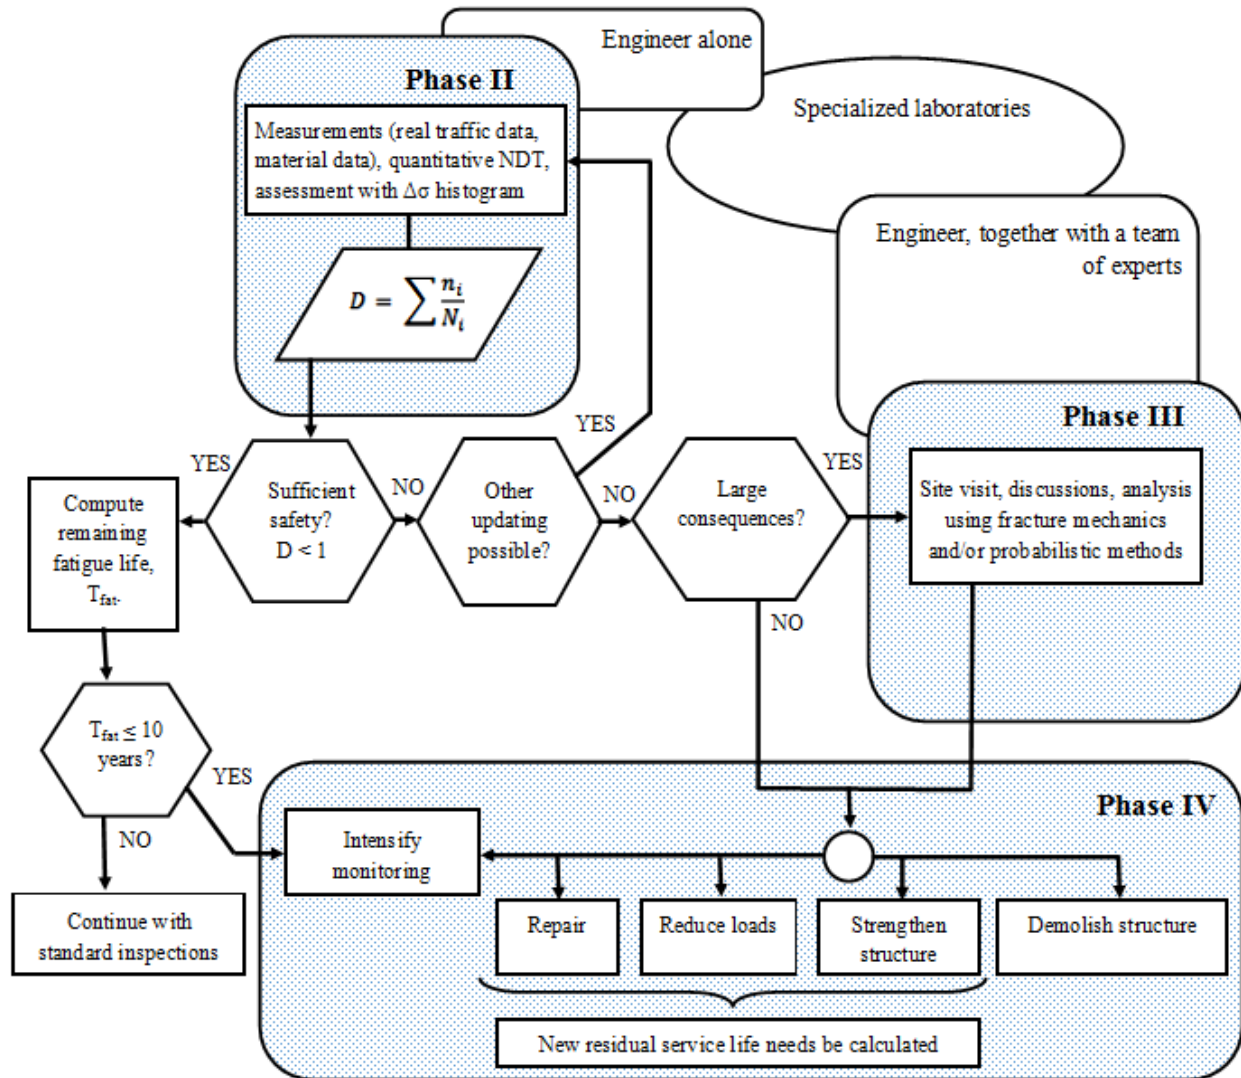 Engineer alone
Phase II
Measurements (real traffic data,
material data), quantitative NDT,
assessment with Δσ histogram
Specialized laboratories
Engineer, together with a team
of experts
D = ∑ nᵢ/Nᵢ
Phase III
YES
Sufficient
safety?
D < 1
NO
Other
updating
possible?
YES
NO
Large
consequences?
YES
NO
Site visit, discussions, analysis
using fracture mechanics
and/or probabilistic methods
Compute
remaining
fatigue life,
T_fat.
T_fat ≤ 10
years?
YES
NO
Continue with
standard inspections
Phase IV
Intensify
monitoring
Repair
Reduce loads
Strengthen
structure
Demolish structure
New residual service life needs be calculated